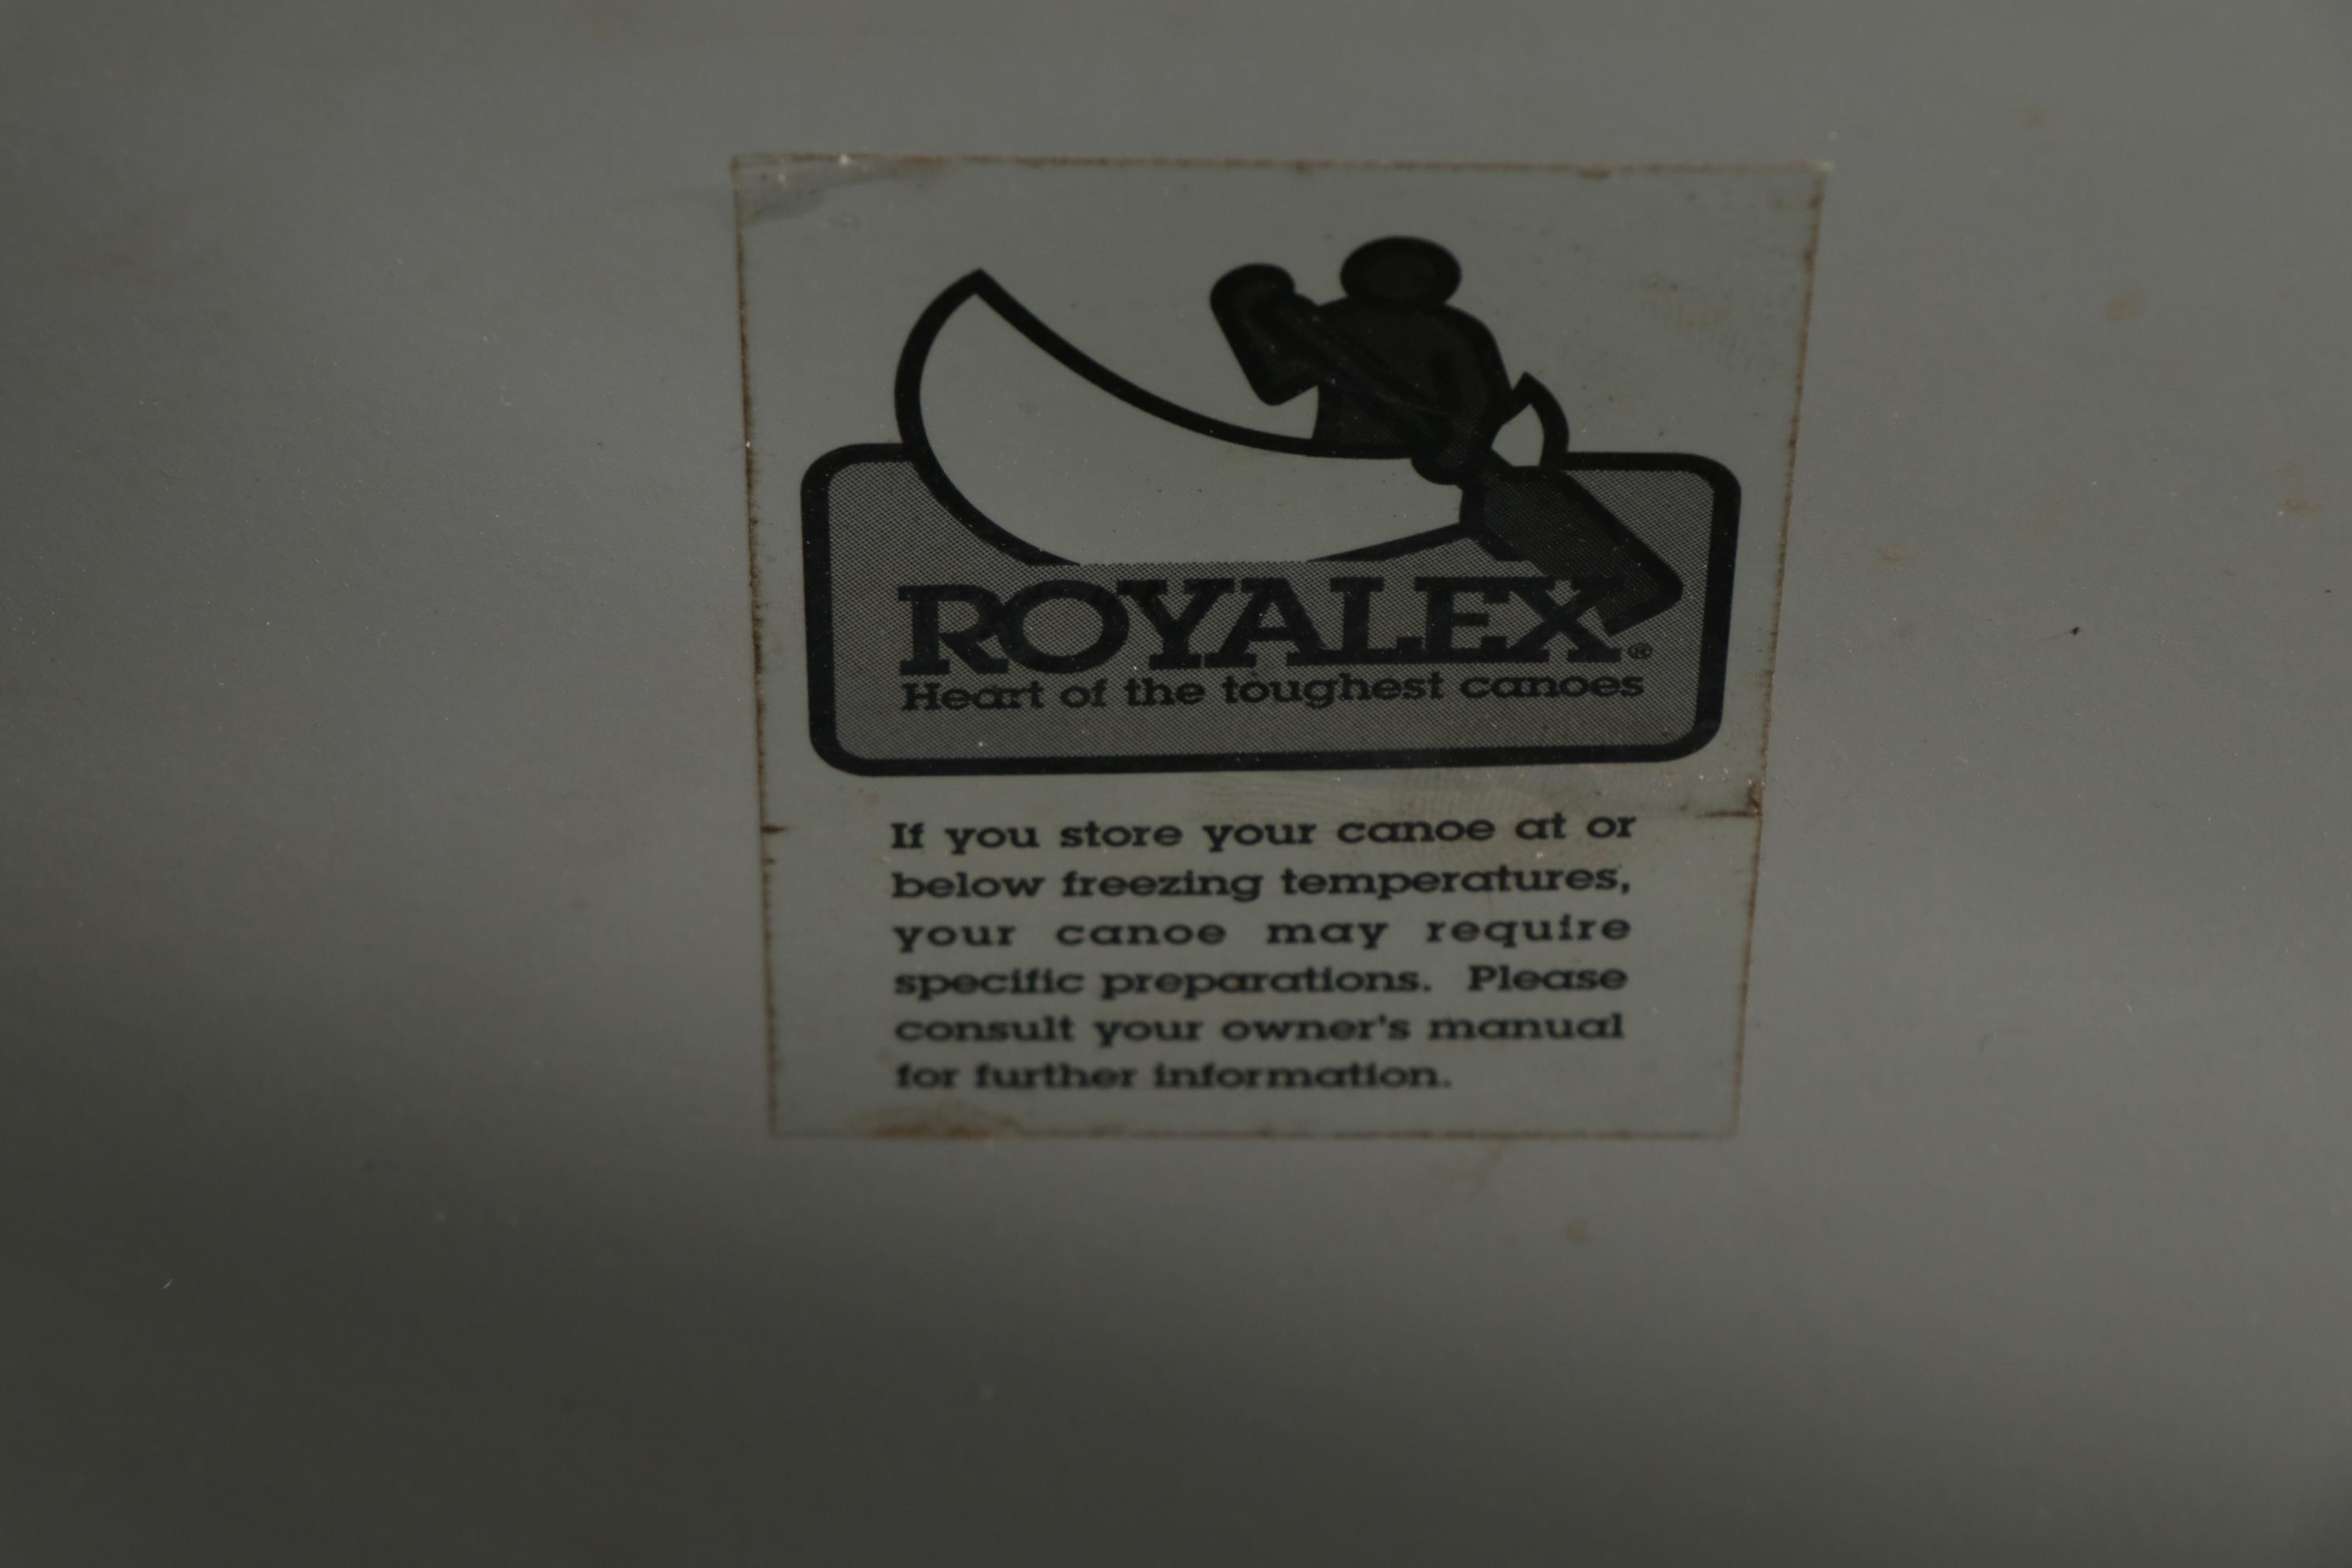 ROYALEX®
Heart of the toughest canoes
If you store your canoe at or
below freezing temperatures,
your canoe may require
specific preparations. Please
consult your owner's manual
for further information.